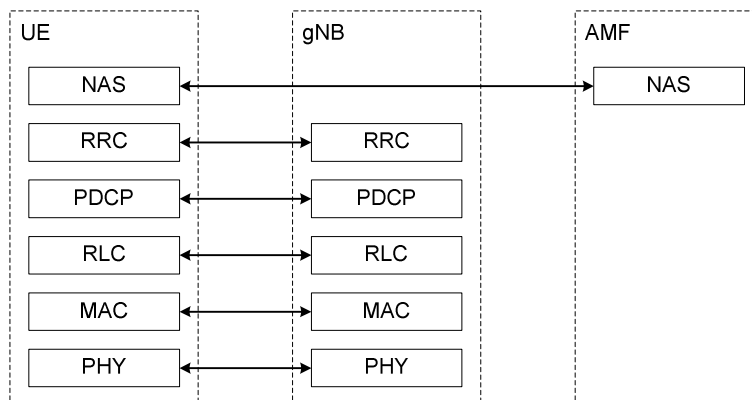 UE gNB AMF
NAS NAS
RRC RRC
PDCP PDCP
RLC RLC
MAC MAC
PHY PHY